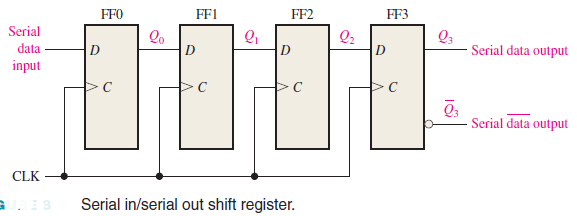 FF0 FF1 FF2 FF3
Serial
data
input
Q0 Q1 Q2 Q3
D D D D
Serial data output
C C C C
Q̅3
Serial d̅a̅t̅a̅ output
CLK
Serial in/serial out shift register.